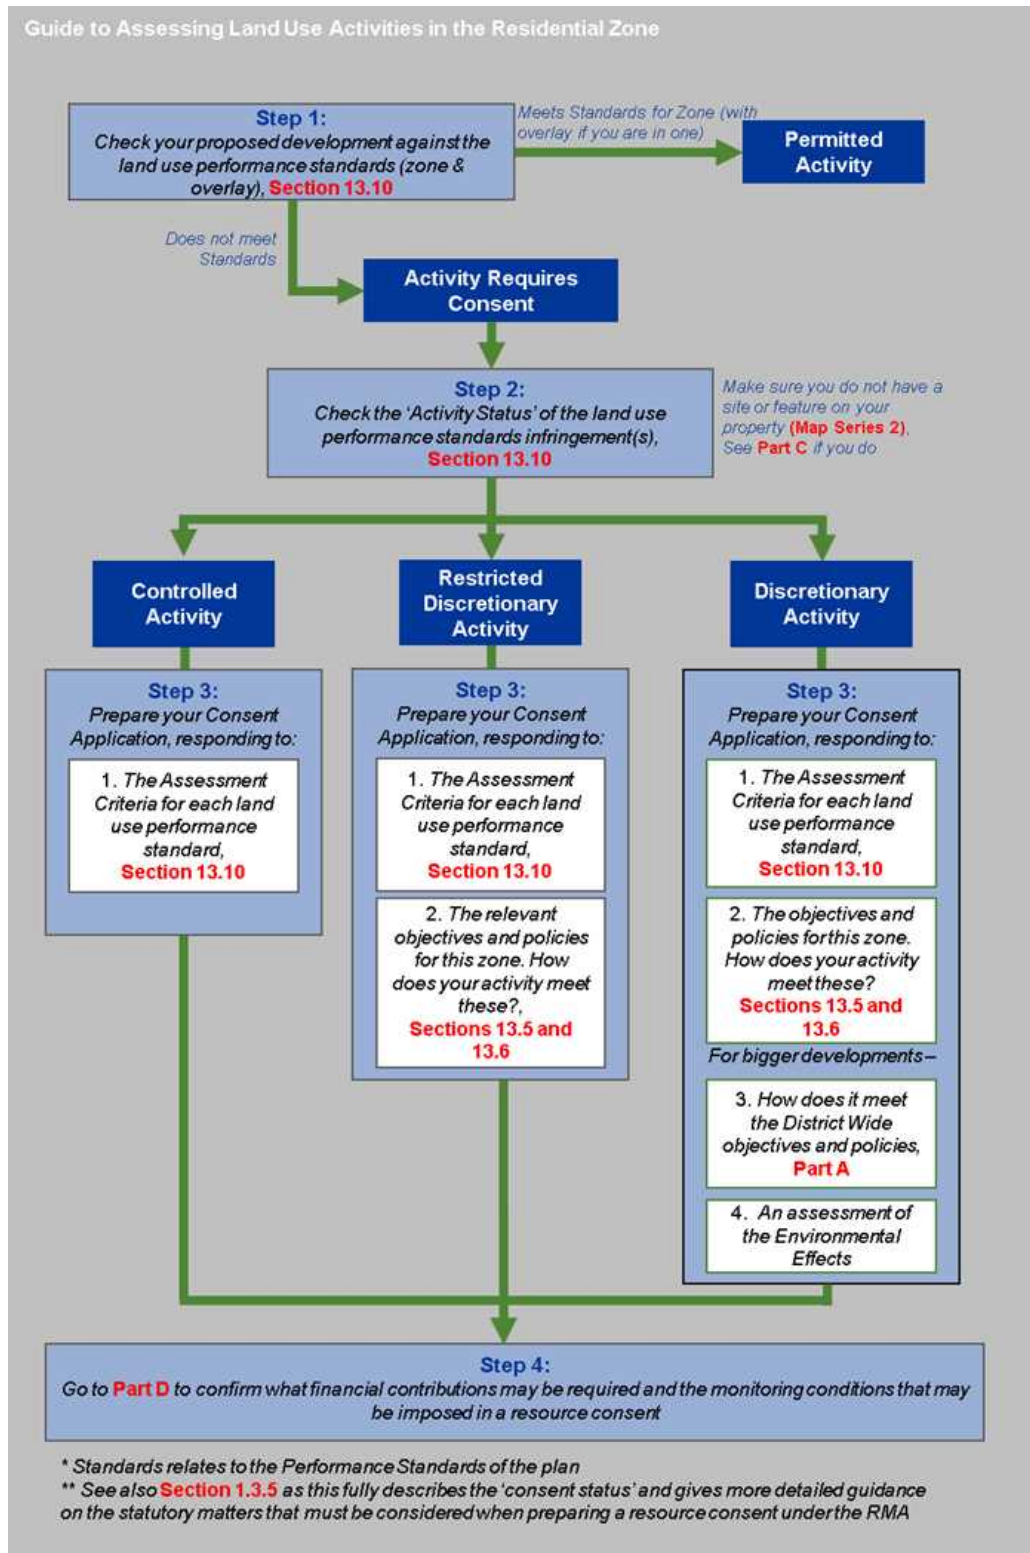 Guide to Assessing Land Use Activities in the Residential Zone
Step 1:
Check your proposed development against the
land use performance standards (zone &
overlay), Section 13.10
Meets Standards for Zone (with
overlay if you are in one)
Permitted
Activity
Does not meet
Standards
Activity Requires
Consent
Step 2:
Check the ‘Activity Status’ of the land use
performance standards infringement(s),
Section 13.10
Make sure you do not have a
site or feature on your
property (Map Series 2),
See Part C if you do
Controlled
Activity
Restricted
Discretionary
Activity
Discretionary
Activity
Step 3:
Prepare your Consent
Application, responding to:
1. The Assessment
Criteria for each land
use performance
standard,
Section 13.10
Step 3:
Prepare your Consent
Application, responding to:
1. The Assessment
Criteria for each land
use performance
standard,
Section 13.10
2. The relevant
objectives and policies
for this zone. How
does your activity meet
these?,
Sections 13.5 and
13.6
Step 3:
Prepare your Consent
Application, responding to:
1. The Assessment
Criteria for each land
use performance
standard,
Section 13.10
2. The objectives and
policies for this zone.
How does your activity
meet these?
Sections 13.5 and
13.6
For bigger developments –
3. How does it meet
the District Wide
objectives and policies,
Part A
4. An assessment of
the Environmental
Effects
Step 4:
Go to Part D to confirm what financial contributions may be required and the monitoring conditions that may
be imposed in a resource consent
* Standards relates to the Performance Standards of the plan
** See also Section 1.3.5 as this fully describes the ‘consent status’ and gives more detailed guidance
on the statutory matters that must be considered when preparing a resource consent under the RMA